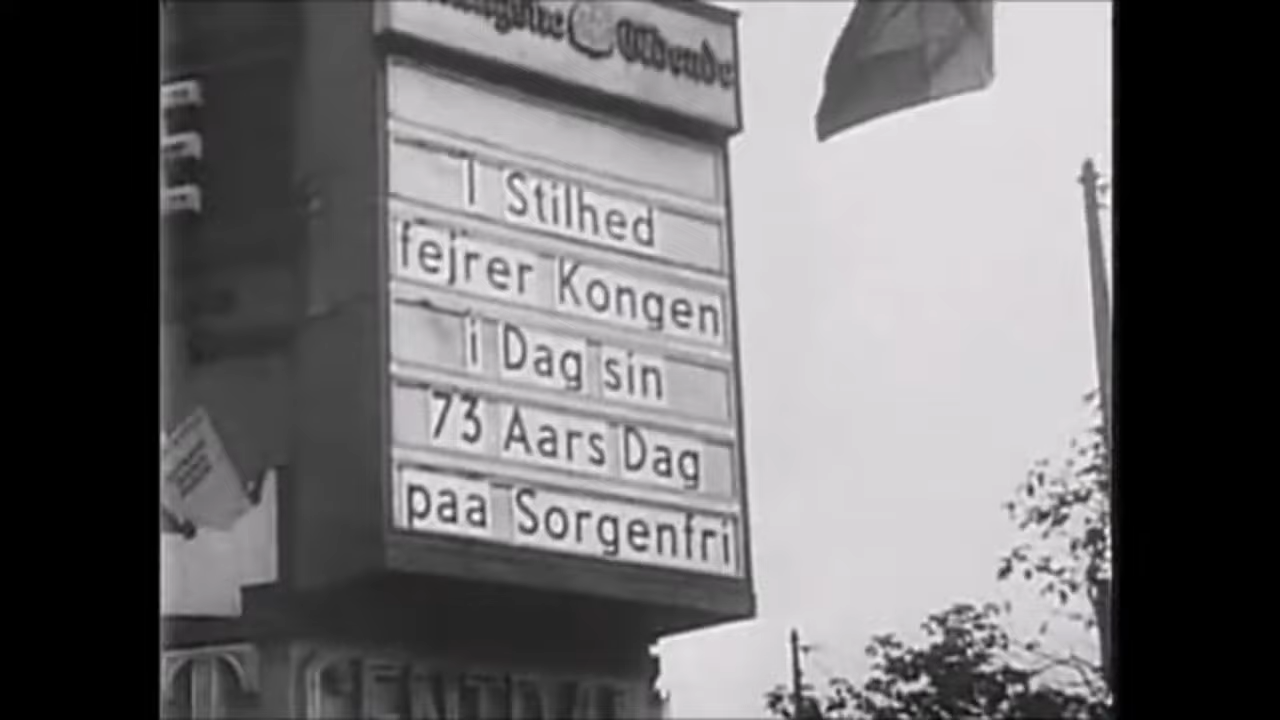 I Stilhed
fejrer Kongen
i Dag sin
73 Aars Dag
paa Sorgenfri